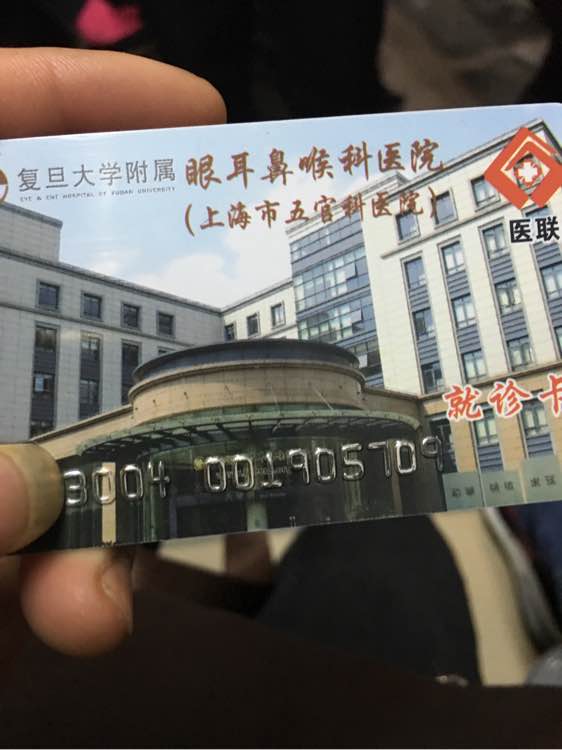 复旦大学附属 眼耳鼻喉科医院
EYE & ENT HOSPITAL OF FUDAN UNIVERSITY
(上海市五官科医院)
医联
就诊卡
3004 001905709